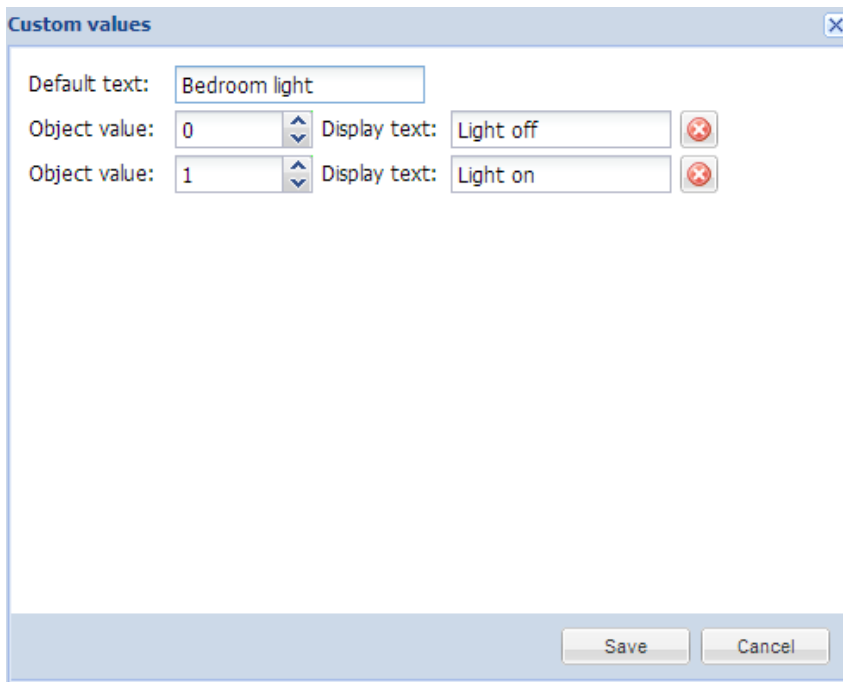 Custom values
Default text: Bedroom light
Object value: 0 Display text: Light off
Object value: 1 Display text: Light on
Save Cancel